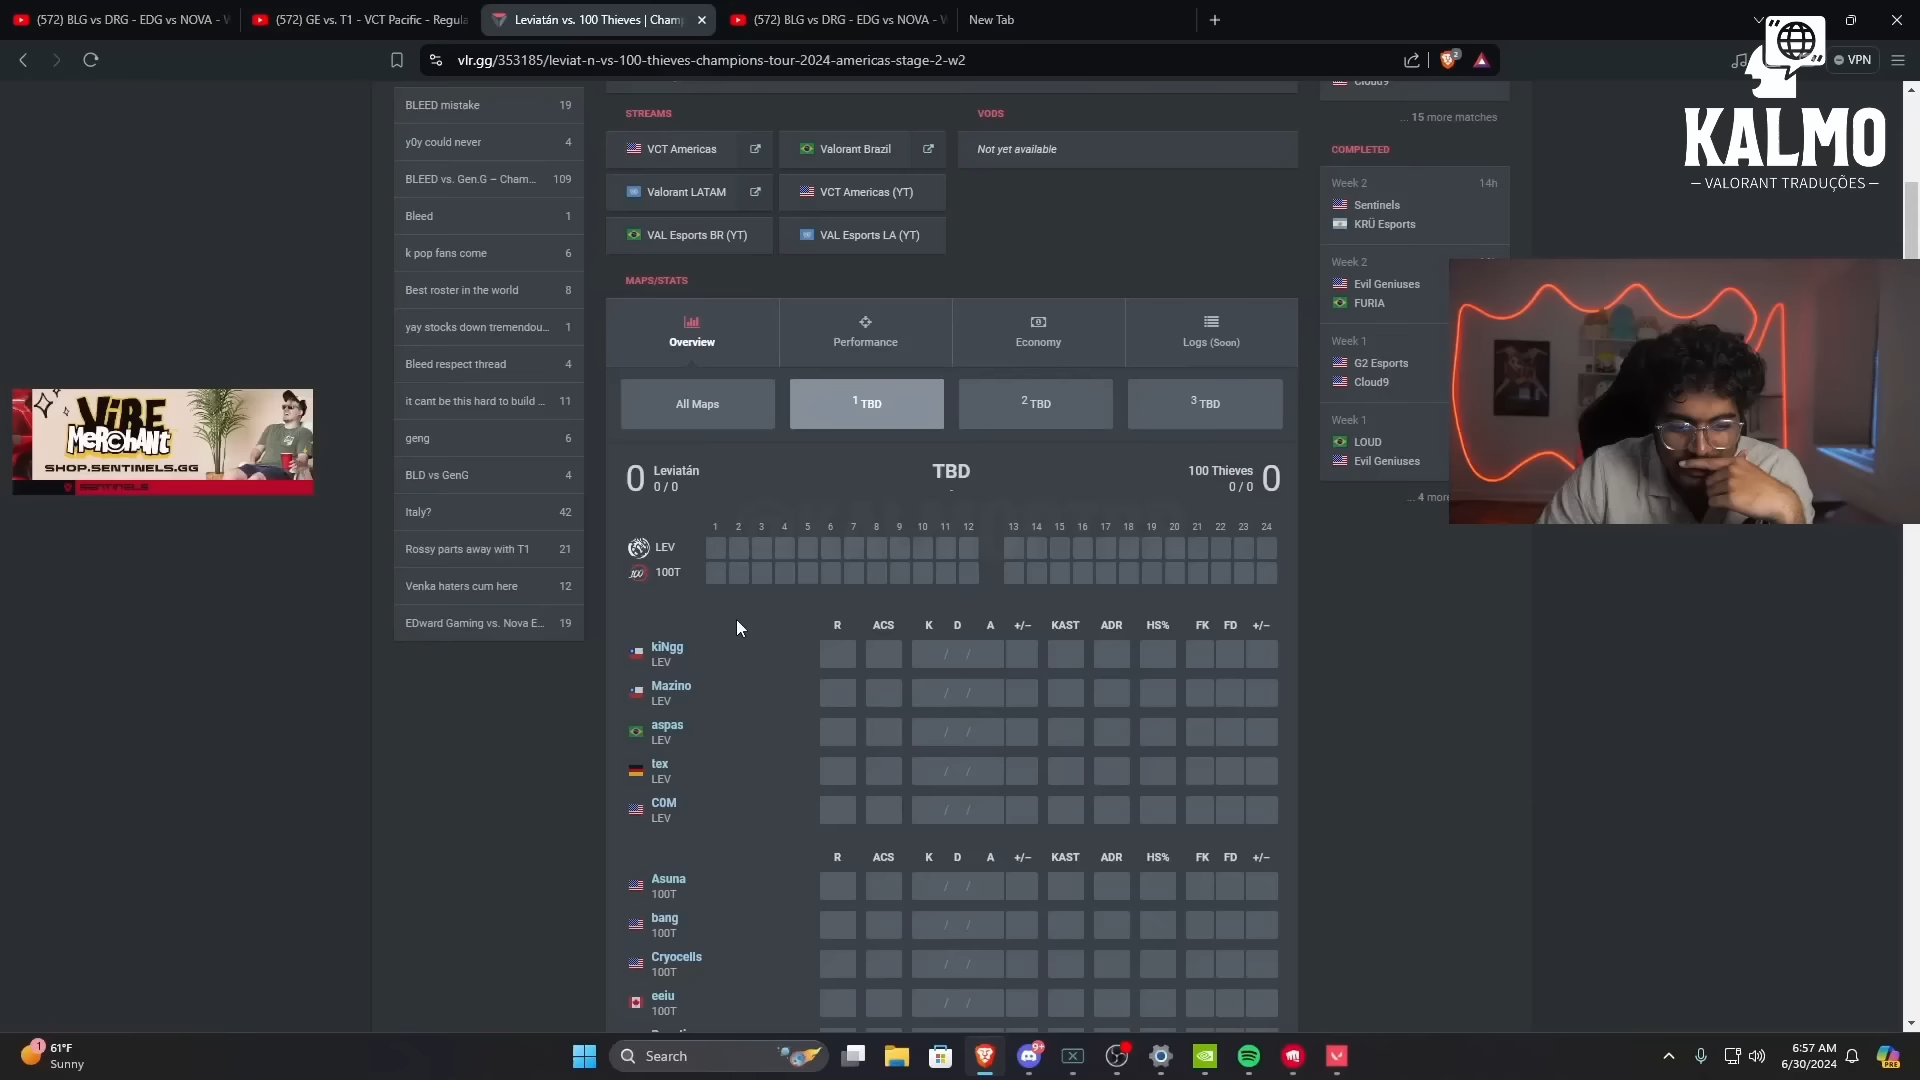 (572) BLG vs DRG - EDG vs NOVA - V
(572) GE vs. T1 - VCT Pacific - Regula
Leviatán vs. 100 Thieves | Champ
(572) BLG vs DRG - EDG vs NOVA - V
New Tab
vlr.gg/353185/leviat-n-vs-100-thieves-champions-tour-2024-americas-stage-2-w2
2
VPN
KALMO
— VALORANT TRADUÇÕES —
BLEED mistake 19
y0y could never 4
BLEED vs. Gen.G – Cham... 109
Bleed 1
k pop fans come 6
Best roster in the world 8
yay stocks down tremendou... 1
Bleed respect thread 4
it cant be this hard to build ... 11
geng 6
BLD vs GenG 4
Italy? 42
Rossy parts away with T1 21
Venka haters cum here 12
EDward Gaming vs. Nova E... 19
VIBE
MERCHANT
SHOP.SENTINELS.GG
SENTINELS
STREAMS
VODS
VCT Americas
Valorant Brazil
Not yet available
Valorant LATAM
VCT Americas (YT)
VAL Esports BR (YT)
VAL Esports LA (YT)
MAPS/STATS
Overview
Performance
Economy
Logs (Soon)
All Maps
1 TBD
2 TBD
3 TBD
0 Leviatán
0 / 0
TBD
-
100 Thieves 0
0 / 0
1 2 3 4 5 6 7 8 9 10 11 12 13 14 15 16 17 18 19 20 21 22 23 24
LEV
100 100T
R ACS K D A +/– KAST ADR HS% FK FD +/–
kiNgg / /
LEV
Mazino / /
LEV
aspas / /
LEV
tex / /
LEV
C0M / /
LEV
R ACS K D A +/– KAST ADR HS% FK FD +/–
Asuna / /
100T
bang / /
100T
Cryocells / /
100T
eeiu / /
100T
Cloud9
... 15 more matches
COMPLETED
Week 2 14h
Sentinels
KRÜ Esports
Week 2
Evil Geniuses
FURIA
Week 1
G2 Esports
Cloud9
Week 1
LOUD
Evil Geniuses
... 4 more
1
61°F
Sunny
Search
9+
6:57 AM
6/30/2024
PRE